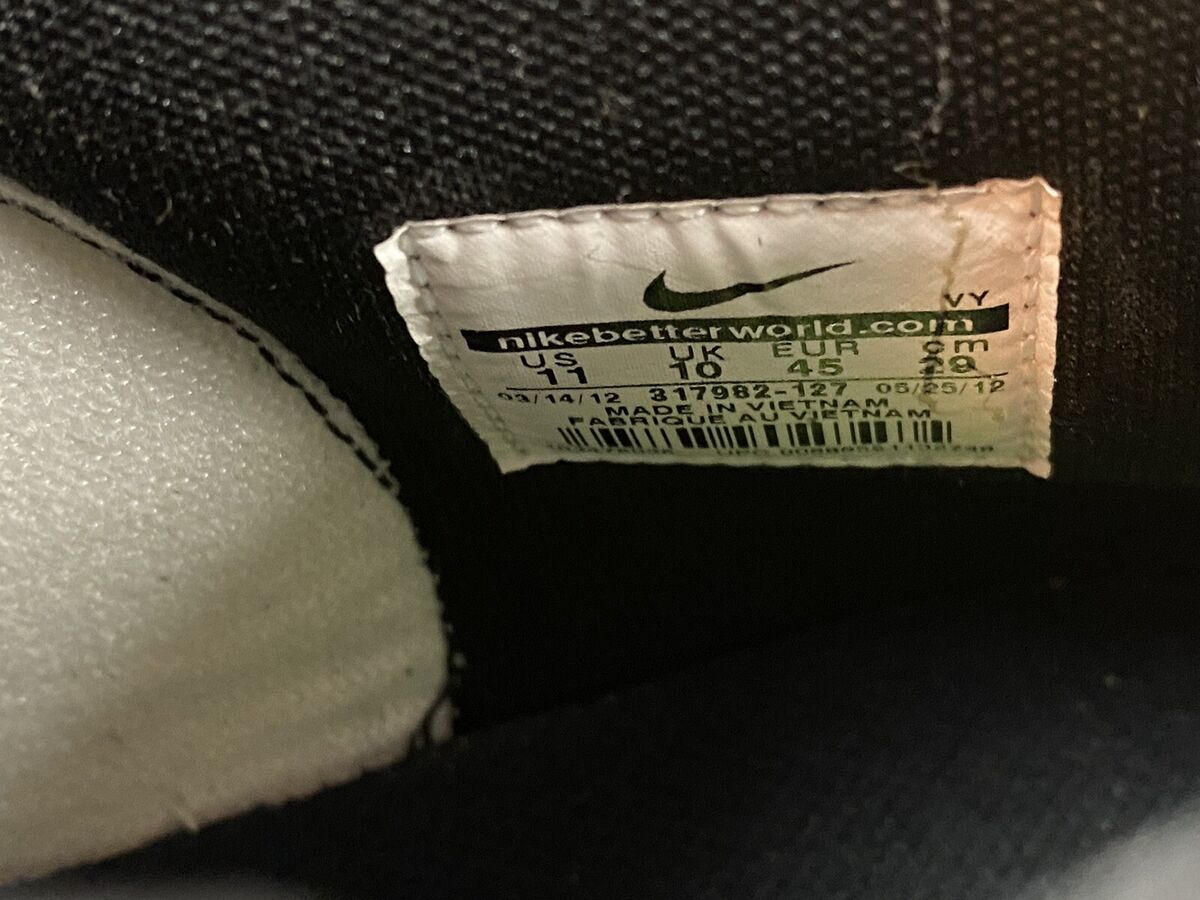 VY
nikebetterworld.com
US UK EUR cm
11 10 45 29
03/14/12 317982-127 05/25/12
MADE IN VIETNAM
FABRIQUE AU VIETNAM
UPC